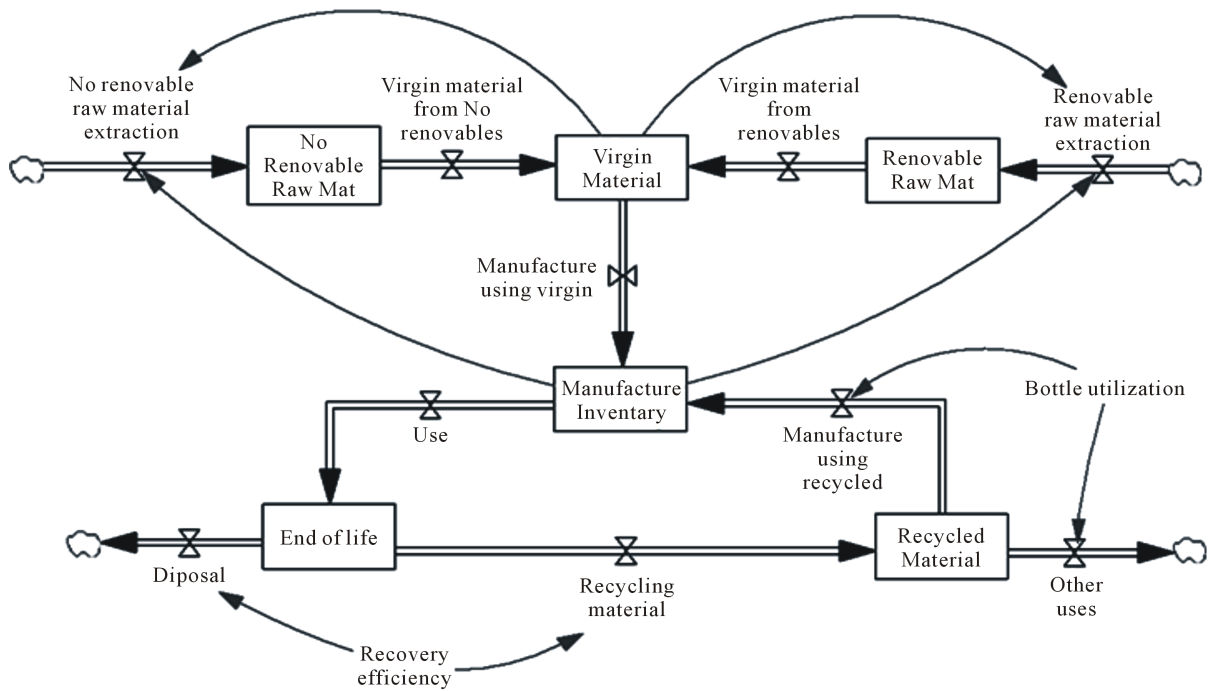 No renovable
raw material
extraction
Virgin material
from No
renovables
Virgin material
from
renovables
Renovable
raw material
extraction
No
Renovable
Raw Mat
Virgin
Material
Renovable
Raw Mat
Manufacture
using virgin
Manufacture
Inventary
Bottle utilization
Use
Manufacture
using
recycled
End of life
Recycled
Material
Diposal
Recycling
material
Other
uses
Recovery
efficiency